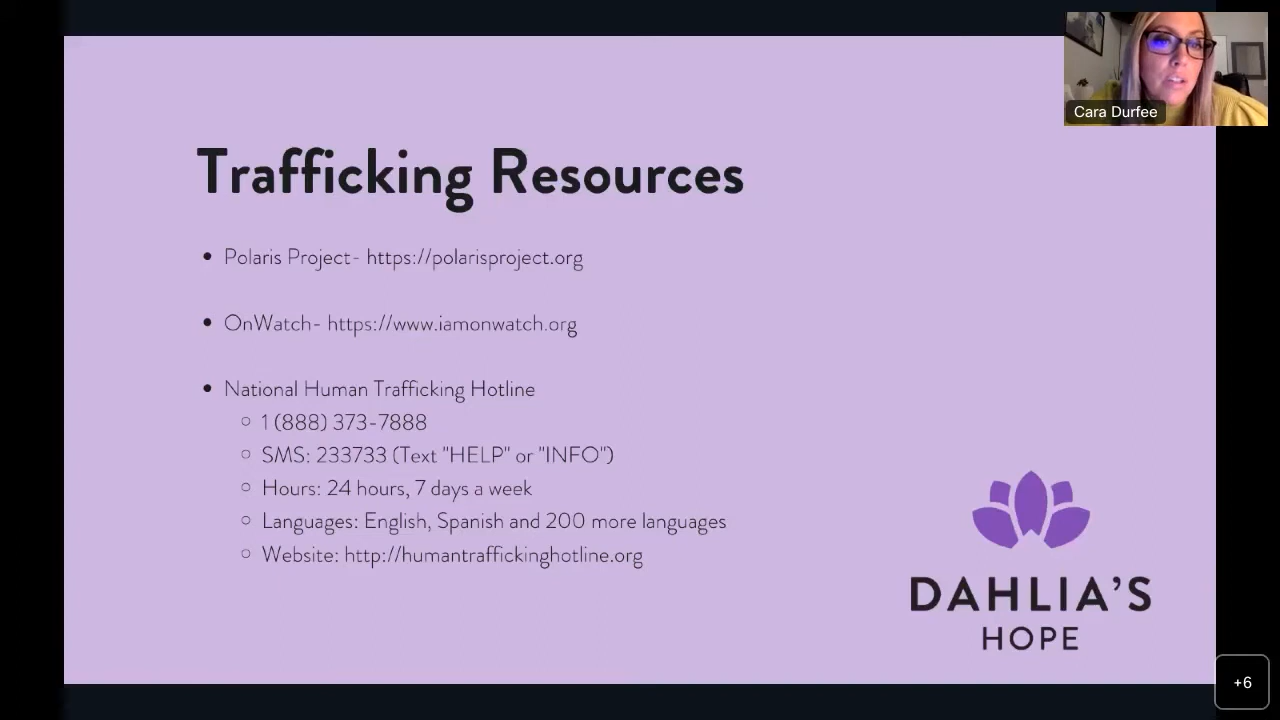 Cara Durfee
Trafficking Resources
Polaris Project- https://polarisproject.org
OnWatch- https://www.iamonwatch.org
National Human Trafficking Hotline
1 (888) 373-7888
SMS: 233733 (Text "HELP" or "INFO")
Hours: 24 hours, 7 days a week
Languages: English, Spanish and 200 more languages
Website: http://humantraffickinghotline.org
DAHLIA'S
HOPE
+6